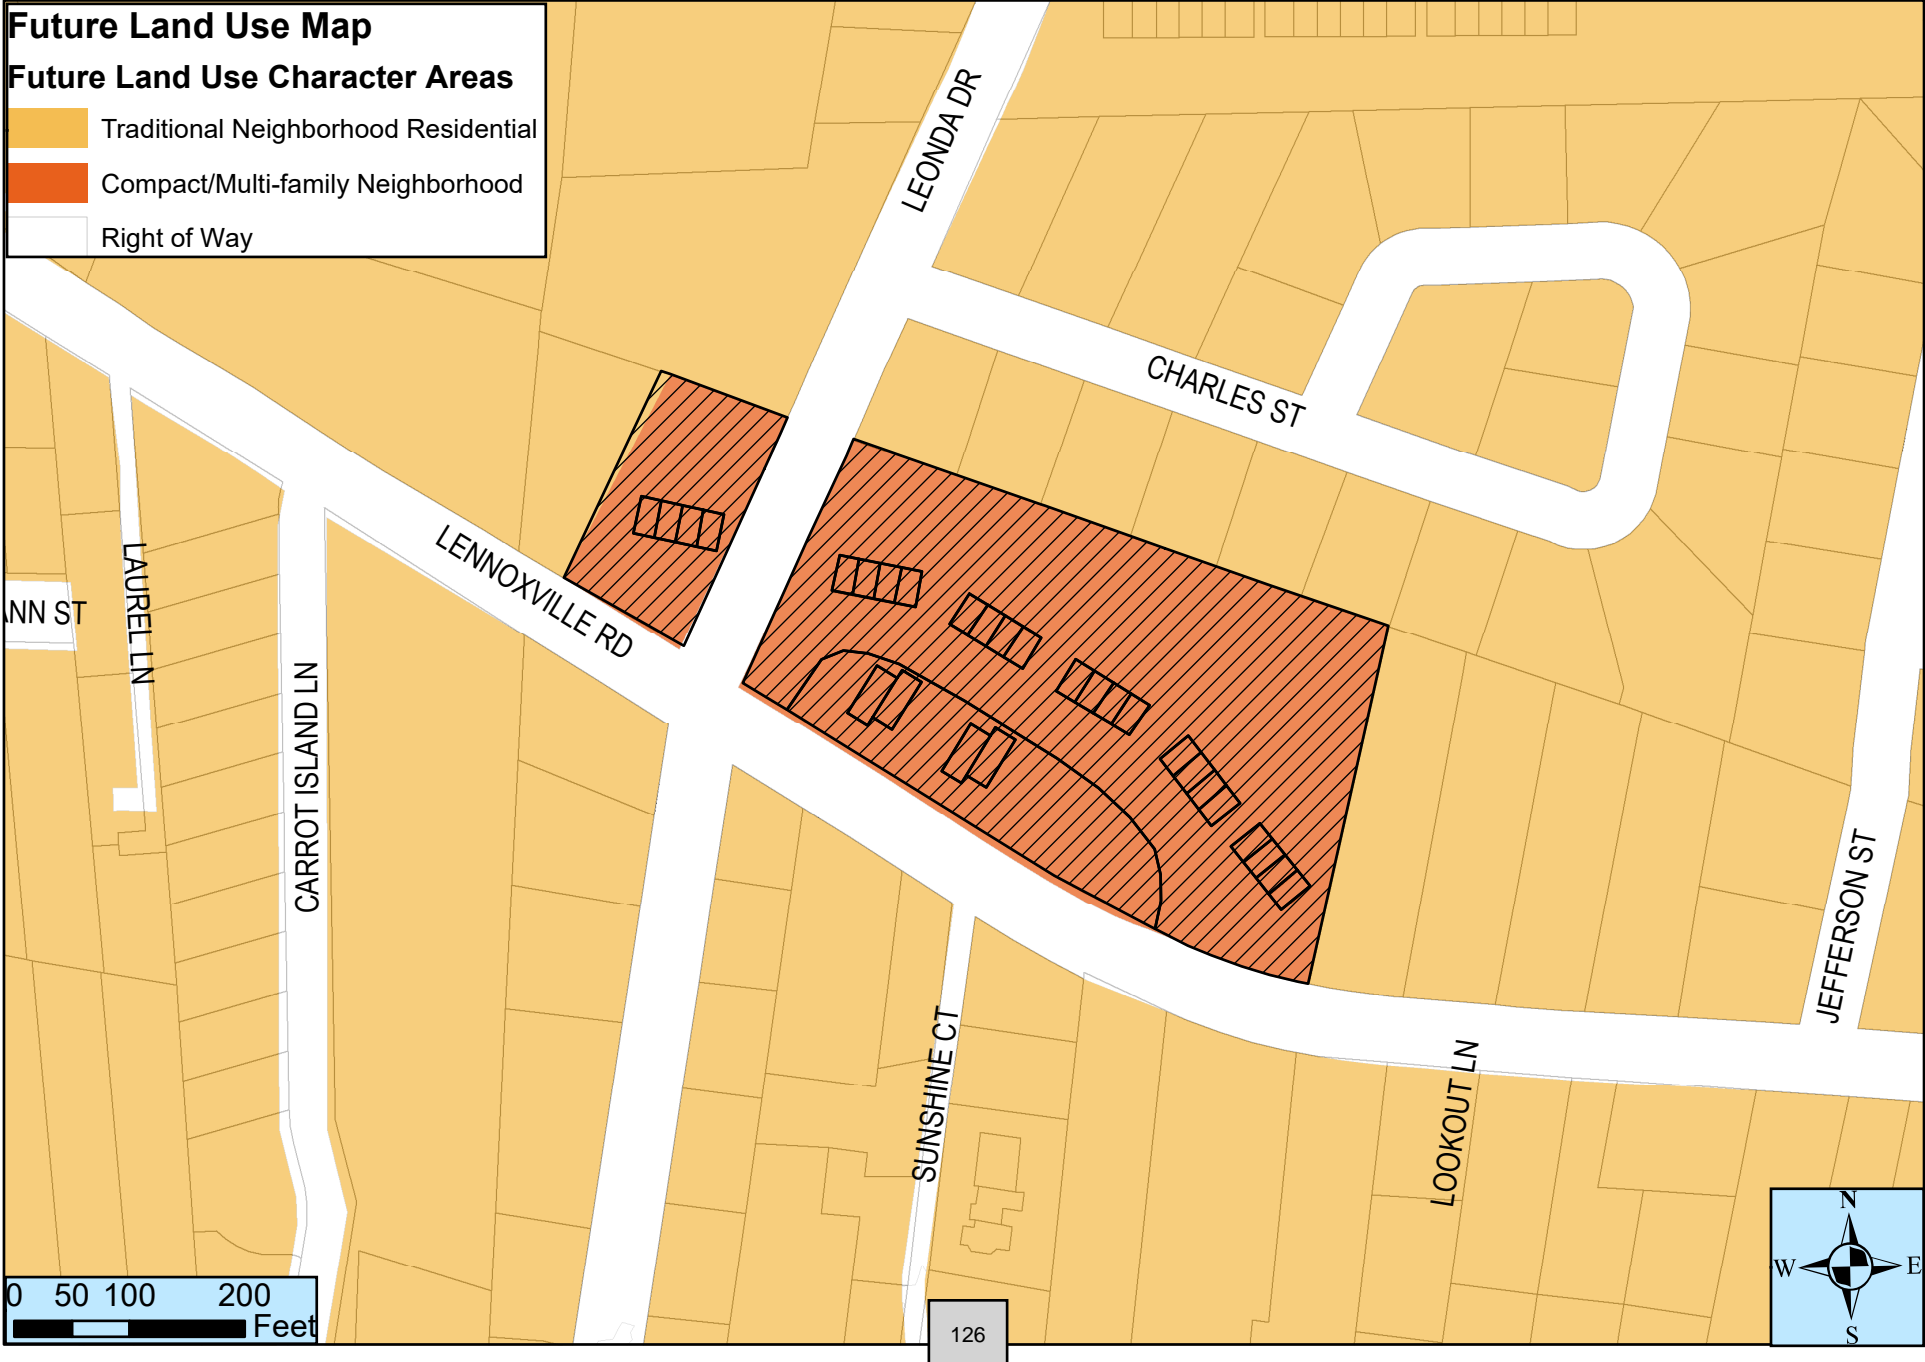 Future Land Use Map
Future Land Use Character Areas
Traditional Neighborhood Residential
Compact/Multi-family Neighborhood
Right of Way
LEONDA DR
CHARLES ST
LENNOXVILLE RD
LAUREL LN
ANN ST
CARROT ISLAND LN
JEFFERSON ST
SUNSHINE CT
LOOKOUT LN
N
W E
S
0 50 100 200
Feet
126